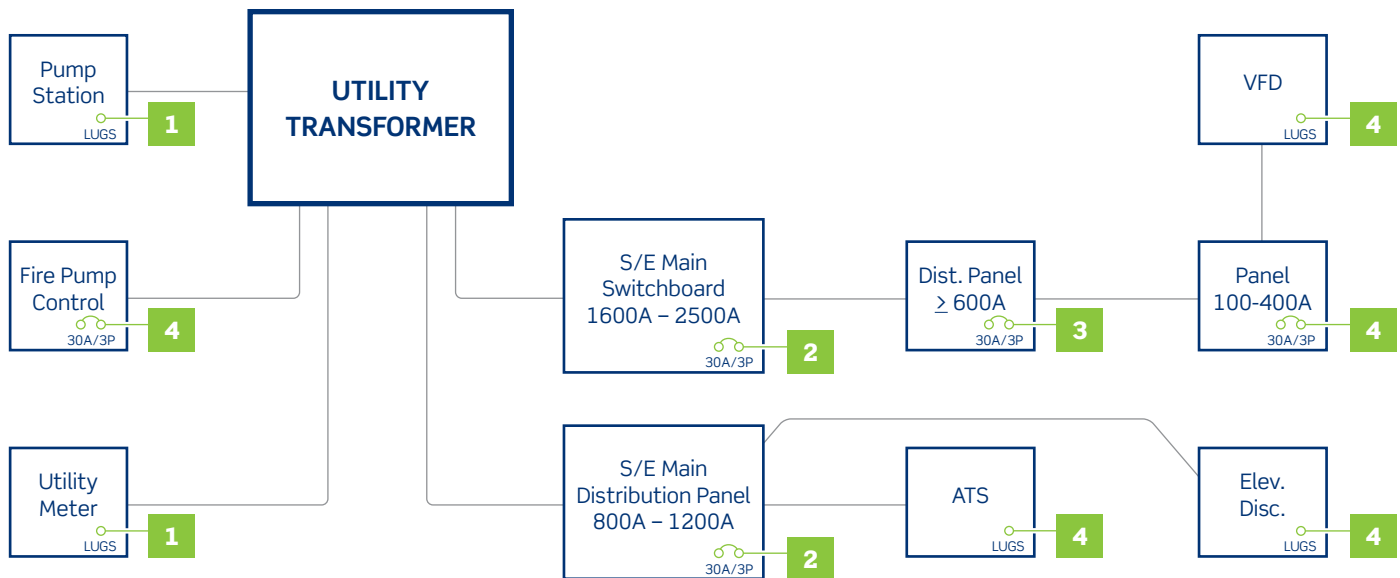 Pump
Station
LUGS
1
UTILITY
TRANSFORMER
VFD
LUGS
4
Fire Pump
Control
30A/3P
4
S/E Main
Switchboard
1600A – 2500A
30A/3P
2
Dist. Panel
≥ 600A
30A/3P
3
Panel
100-400A
30A/3P
4
Utility
Meter
LUGS
1
S/E Main
Distribution Panel
800A – 1200A
30A/3P
2
ATS
LUGS
4
Elev.
Disc.
LUGS
4